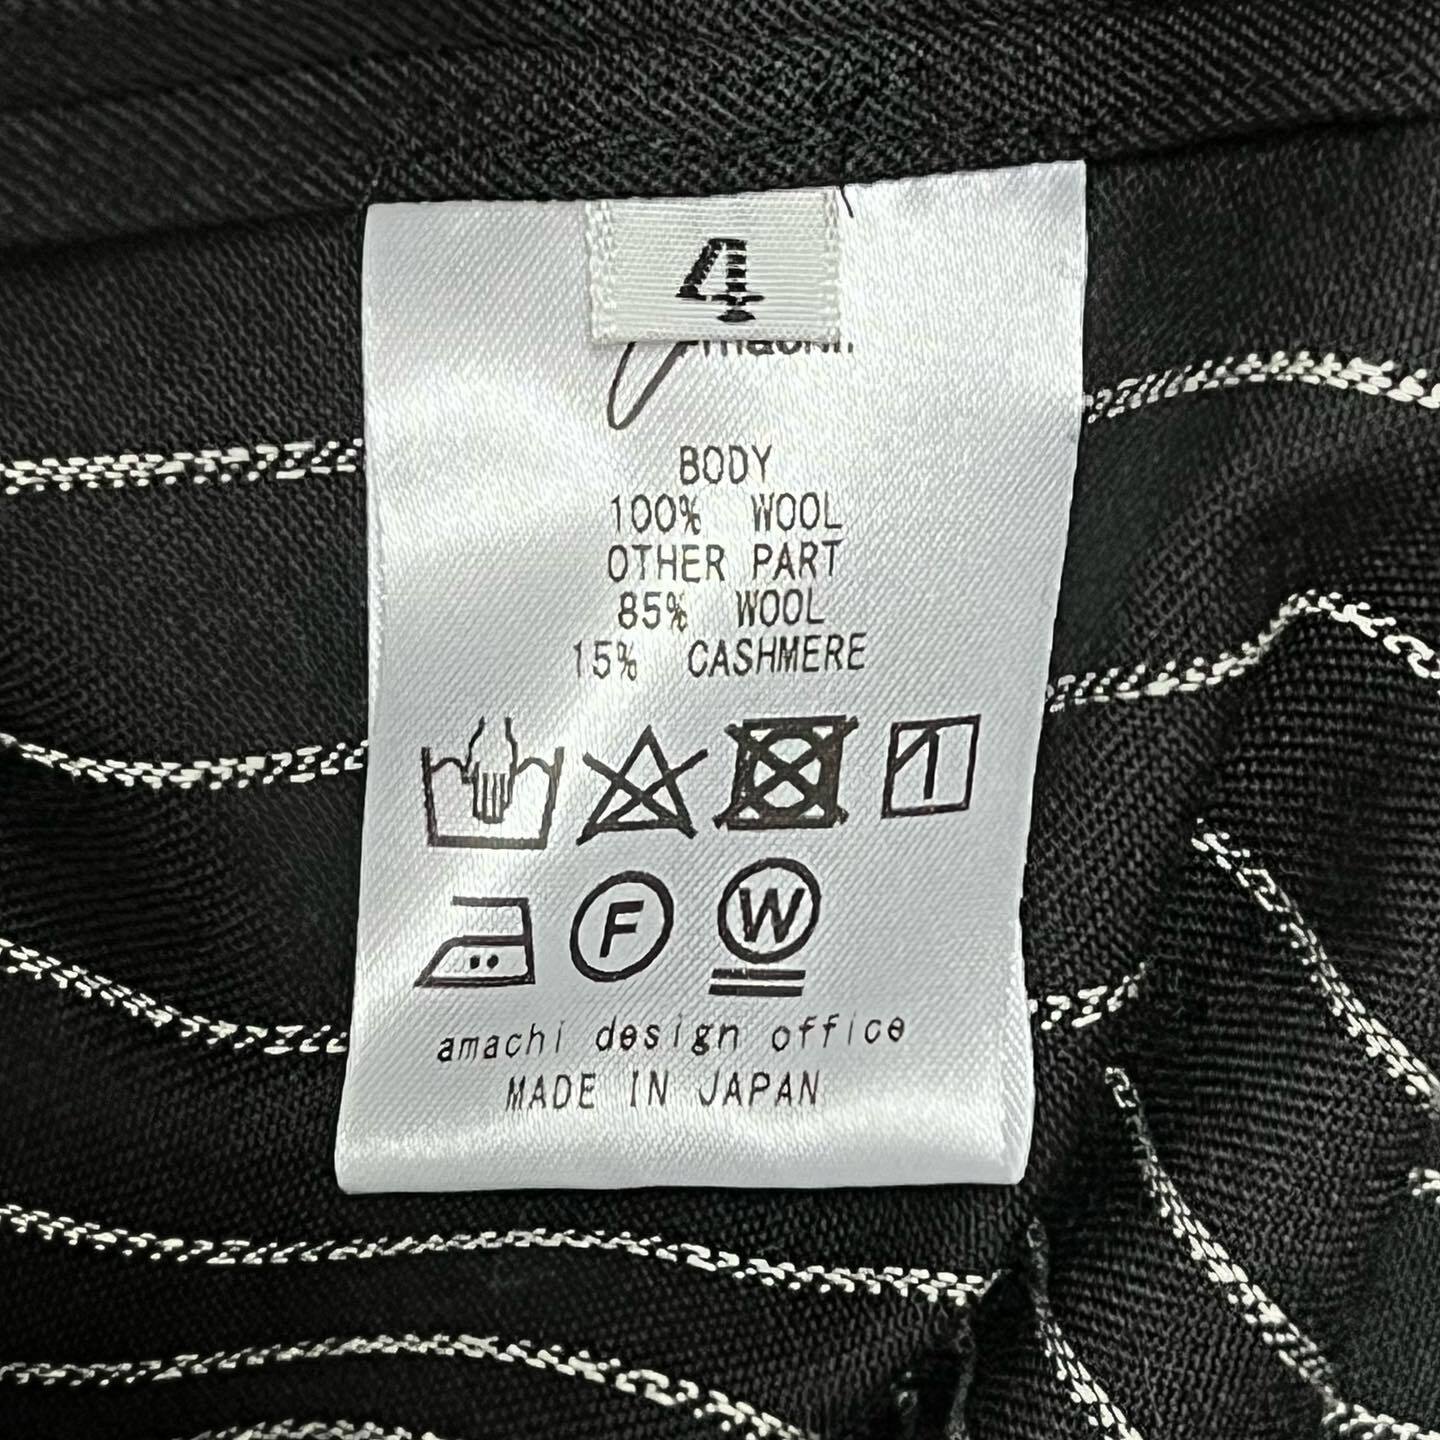 4
BODY
100% WOOL
OTHER PART
85% WOOL
15% CASHMERE
F W
amachi design office
MADE IN JAPAN